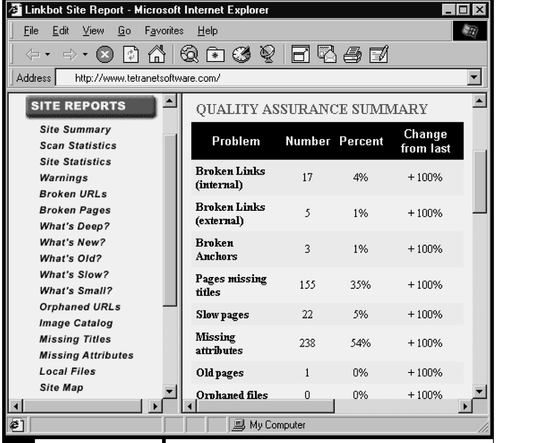 Linkbot Site Report - Microsoft Internet Explorer
File Edit View Go Favorites Help
Address http://www.tetranetsoftware.com/
SITE REPORTS
Site Summary
Scan Statistics
Site Statistics
Warnings
Broken URLs
Broken Pages
What's Deep?
What's New?
What's Old?
What's Slow?
What's Small?
Orphaned URLs
Image Catalog
Missing Titles
Missing Attributes
Local Files
Site Map
QUALITY ASSURANCE SUMMARY
Problem Number Percent Change
from last
Broken Links
(internal) 17 4% +100%
Broken Links
(external) 5 1% +100%
Broken
Anchors 3 1% +100%
Pages missing
titles 155 35% +100%
Slow pages 22 5% +100%
Missing
attributes 238 54% +100%
Old pages 1 0% +100%
Orphaned files 0 0% +100%
My Computer